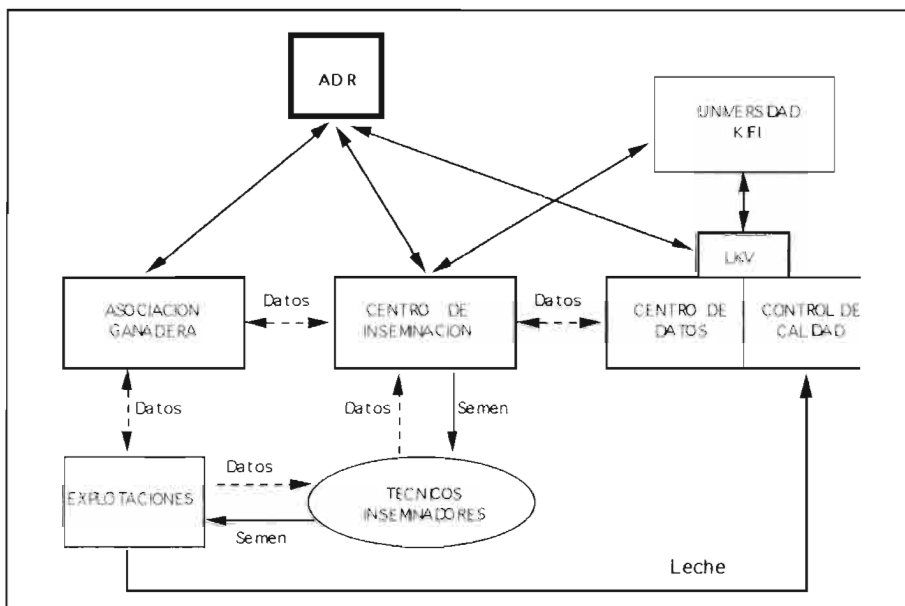 ADR
UNIVERSIDAD
KIEL
LKV
ASOCIACION
GANADERA
Datos
CENTRO DE
INSEMINACION
Datos
CENTRO DE
DATOS
CONTROL DE
CALIDAD
Datos
Datos
Semen
EXPLOTACIONES
Datos
Semen
TECNICOS
INSEMINADORES
Leche